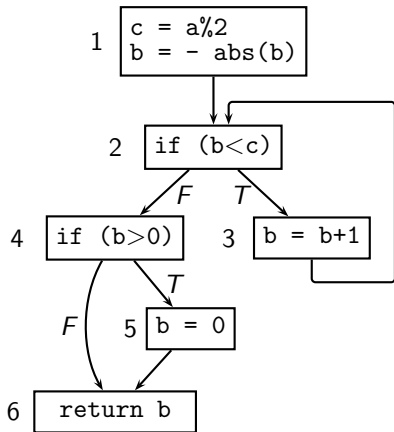 1
c = a%2
b = - abs(b)
2
if (b<c)
F
T
4
if (b>0)
3
b = b+1
F
T
5
b = 0
6
return b